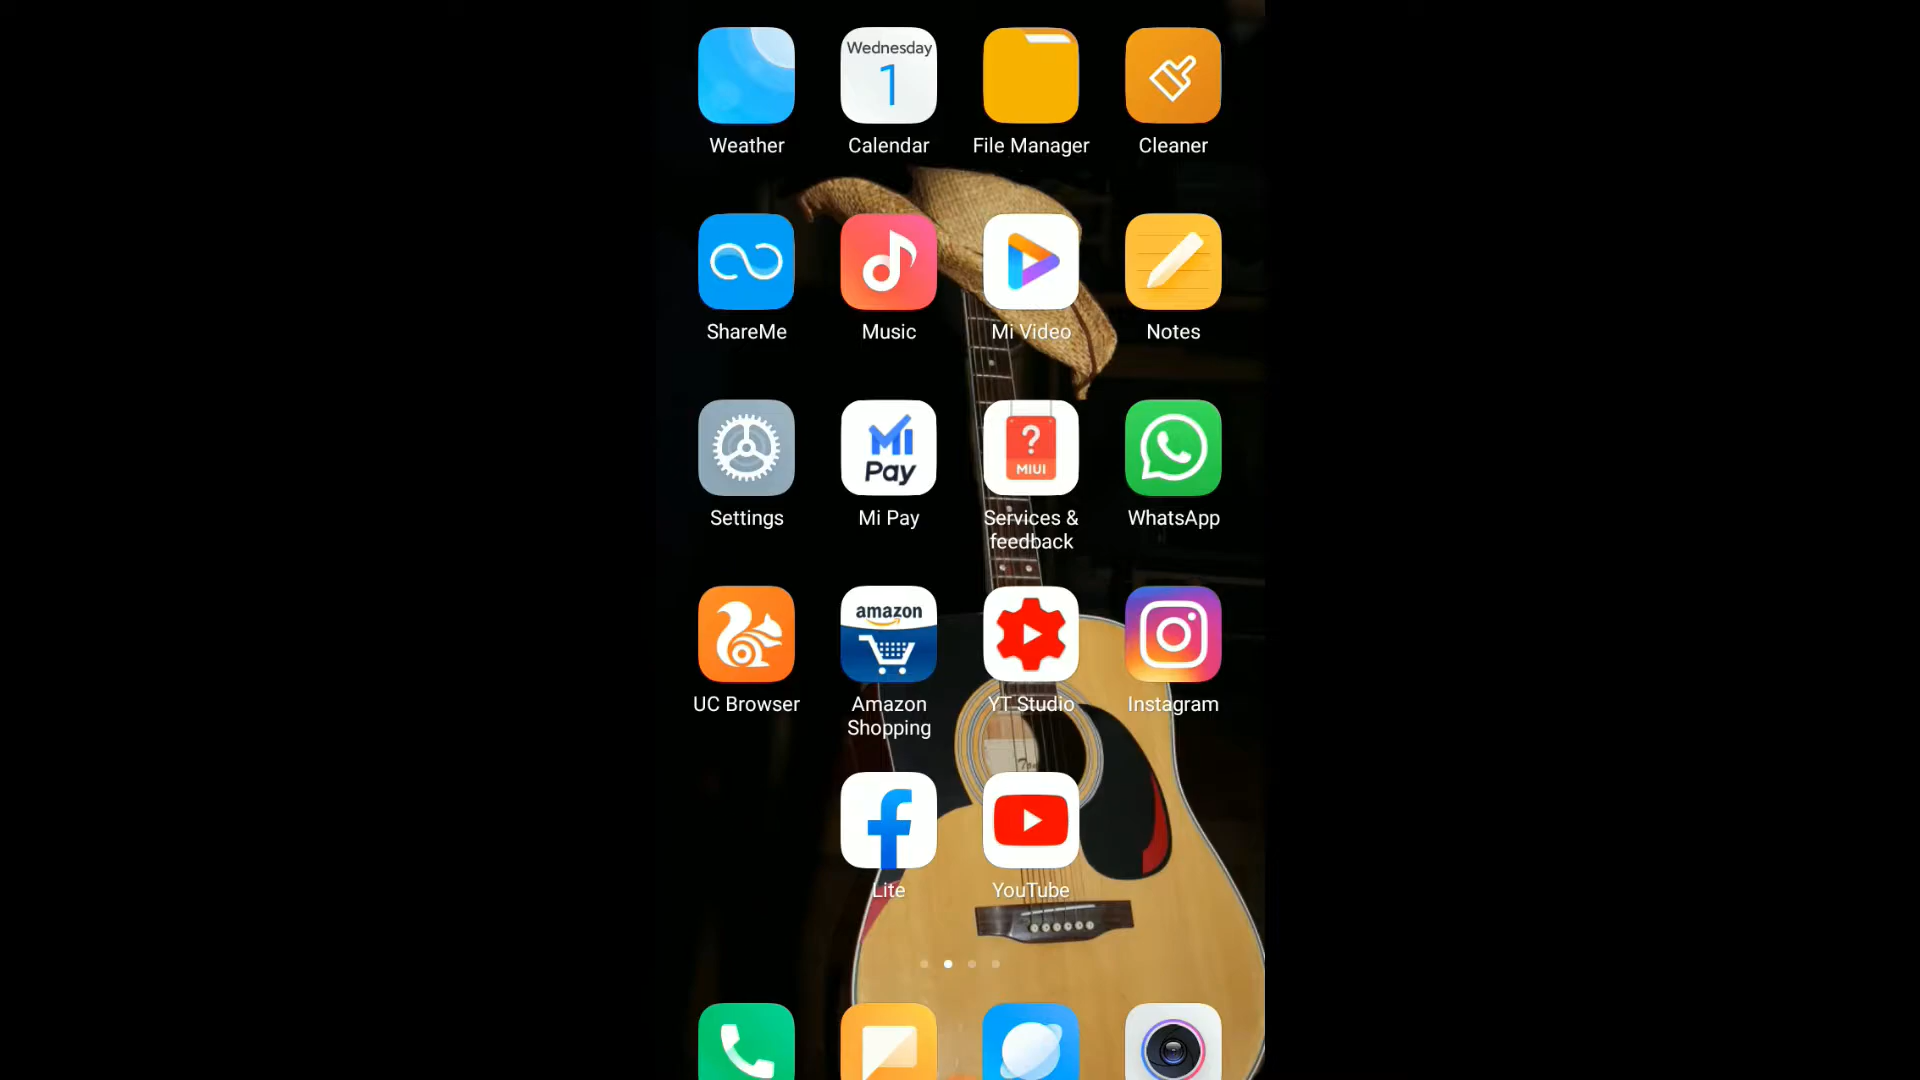 Wednesday
1
Weather
Calendar
File Manager
Cleaner
ShareMe
Music
Mi Video
Notes
MI
Pay
?
MIUI
Settings
Mi Pay
Services &
feedback
WhatsApp
amazon
UC Browser
Amazon
Shopping
YT Studio
Instagram
Lite
YouTube